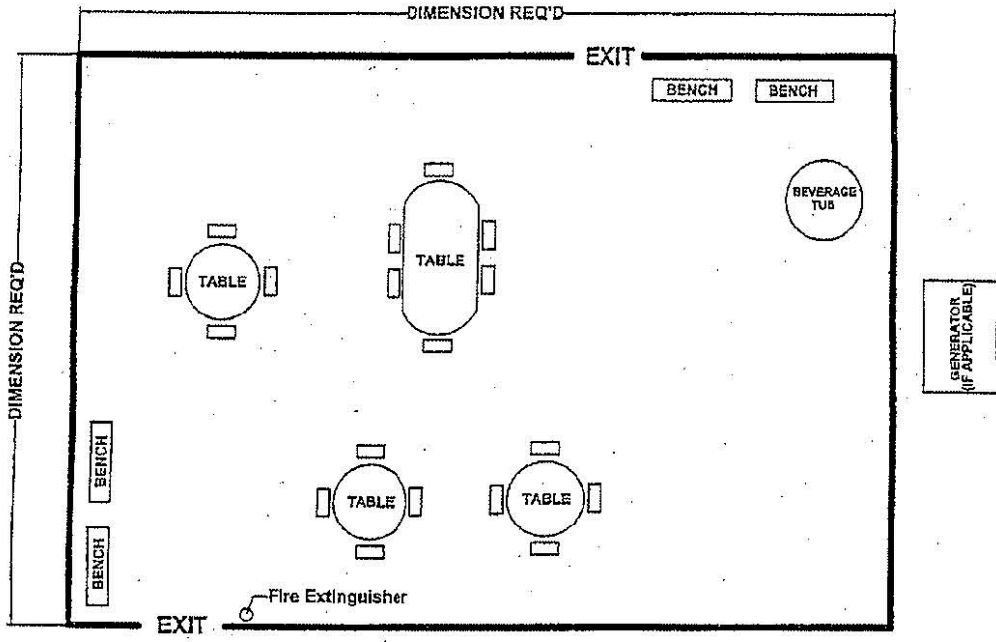 DIMENSION REQ'D
EXIT
BENCH
BENCH
BEVERAGE
TUB
TABLE
TABLE
DIMENSION REQ'D
GENERATOR
(IF APPLICABLE)
BENCH
TABLE
TABLE
BENCH
Fire Extinguisher
EXIT